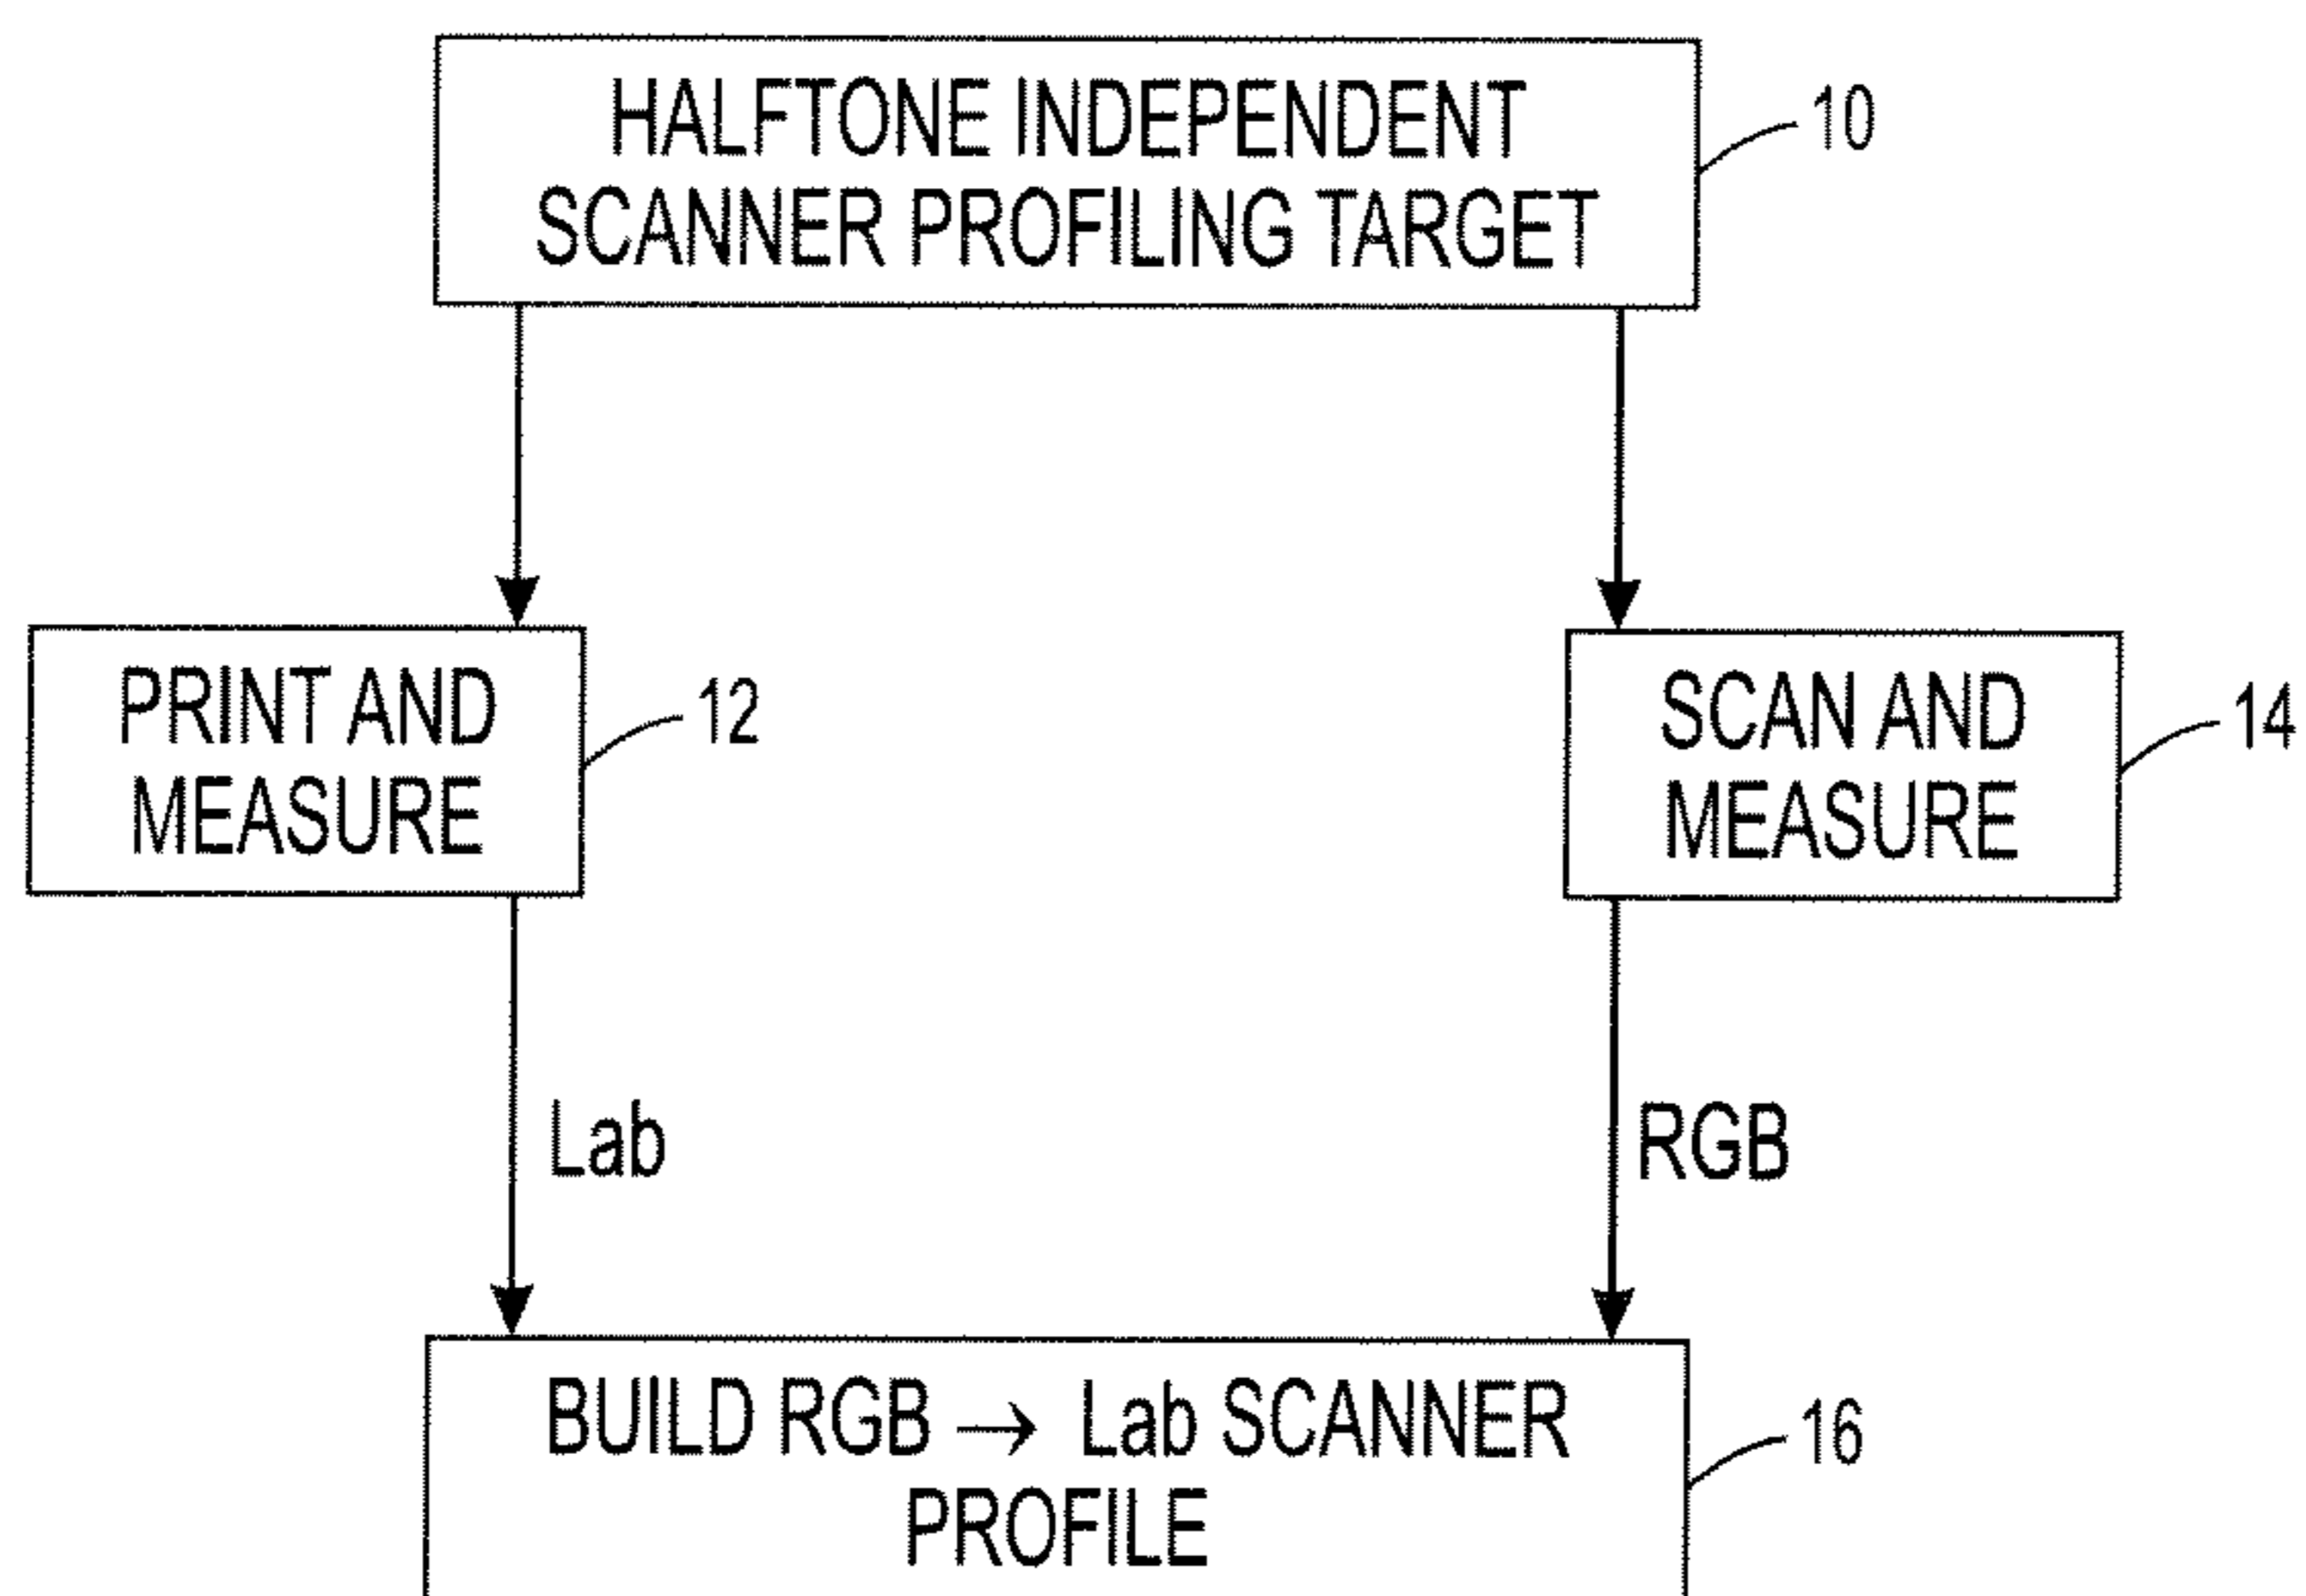 HALFTONE INDEPENDENT
SCANNER PROFILING TARGET
10
PRINT AND
MEASURE
12
SCAN AND
MEASURE
14
Lab
RGB
BUILD RGB → Lab SCANNER
PROFILE
16